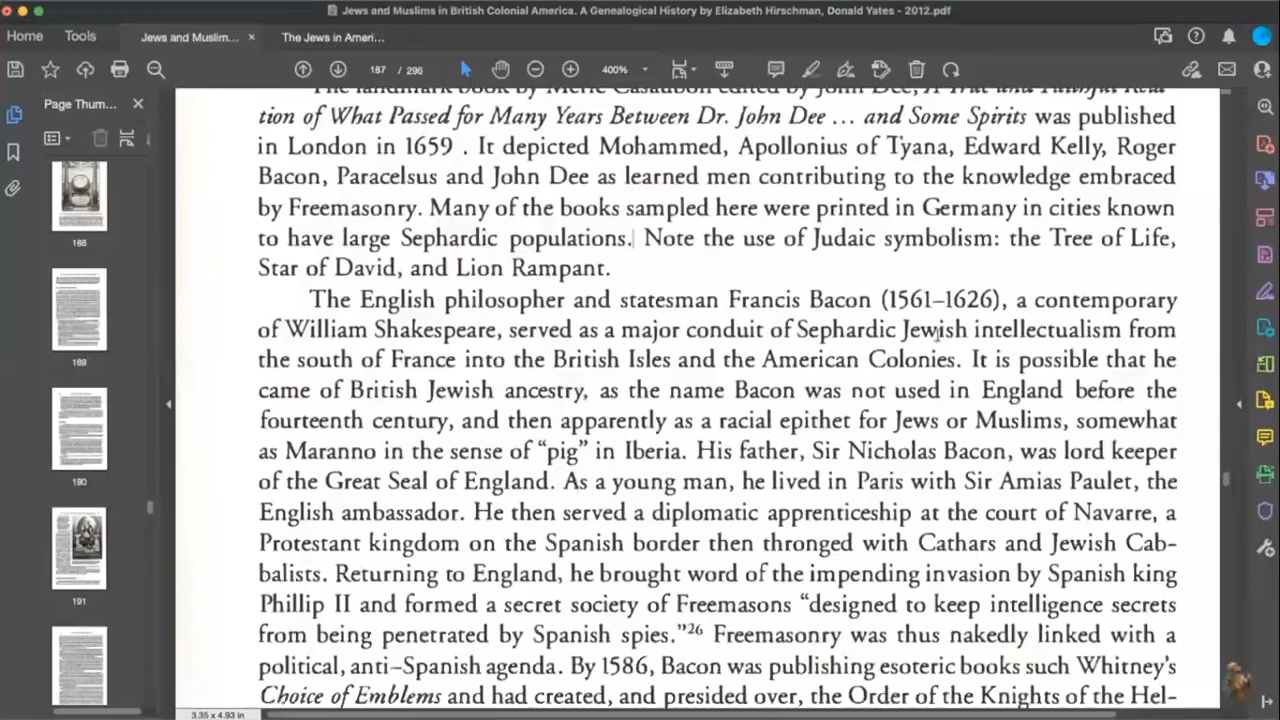 Jews and Muslims in British Colonial America. A Genealogical History by Elizabeth Hirschman, Donald Yates - 2012.pdf
Home Tools Jews and Muslim... × The Jews in Ameri...
187 / 296 400%
Page Thum... ×
188
189
190
191
The landmark book by Meric Casaubon edited by John Dee, A True and Faithful Rela-
tion of What Passed for Many Years Between Dr. John Dee ... and Some Spirits was published
in London in 1659 . It depicted Mohammed, Apollonius of Tyana, Edward Kelly, Roger
Bacon, Paracelsus and John Dee as learned men contributing to the knowledge embraced
by Freemasonry. Many of the books sampled here were printed in Germany in cities known
to have large Sephardic populations. Note the use of Judaic symbolism: the Tree of Life,
Star of David, and Lion Rampant.
The English philosopher and statesman Francis Bacon (1561–1626), a contemporary
of William Shakespeare, served as a major conduit of Sephardic Jewish intellectualism from
the south of France into the British Isles and the American Colonies. It is possible that he
came of British Jewish ancestry, as the name Bacon was not used in England before the
fourteenth century, and then apparently as a racial epithet for Jews or Muslims, somewhat
as Maranno in the sense of “pig” in Iberia. His father, Sir Nicholas Bacon, was lord keeper
of the Great Seal of England. As a young man, he lived in Paris with Sir Amias Paulet, the
English ambassador. He then served a diplomatic apprenticeship at the court of Navarre, a
Protestant kingdom on the Spanish border then thronged with Cathars and Jewish Cab-
balists. Returning to England, he brought word of the impending invasion by Spanish king
Phillip II and formed a secret society of Freemasons “designed to keep intelligence secrets
from being penetrated by Spanish spies.”26 Freemasonry was thus nakedly linked with a
political, anti–Spanish agenda. By 1586, Bacon was publishing esoteric books such Whitney’s
Choice of Emblems and had created, and presided over, the Order of the Knights of the Hel-
3.35 x 4.93 in